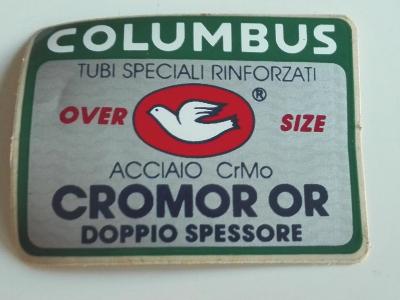 COLUMBUS
TUBI SPECIALI RINFORZATI
®
OVER SIZE
ACCIAIO CrMo
CROMOR OR
DOPPIO SPESSORE